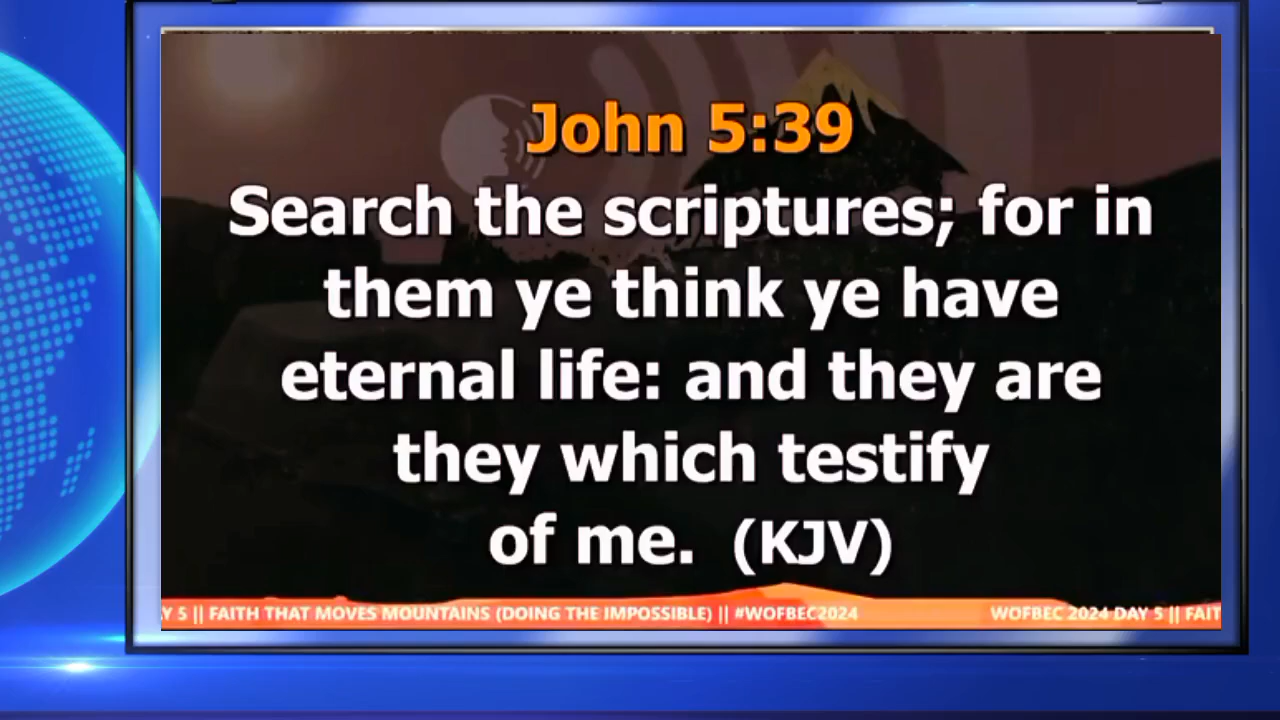 John 5:39
Search the scriptures; for in
them ye think ye have
eternal life: and they are
they which testify
of me. (KJV)
AY 5 || FAITH THAT MOVES MOUNTAINS (DOING THE IMPOSSIBLE) || #WOFBEC2024 WOFBEC 2024 DAY 5 || FAIT